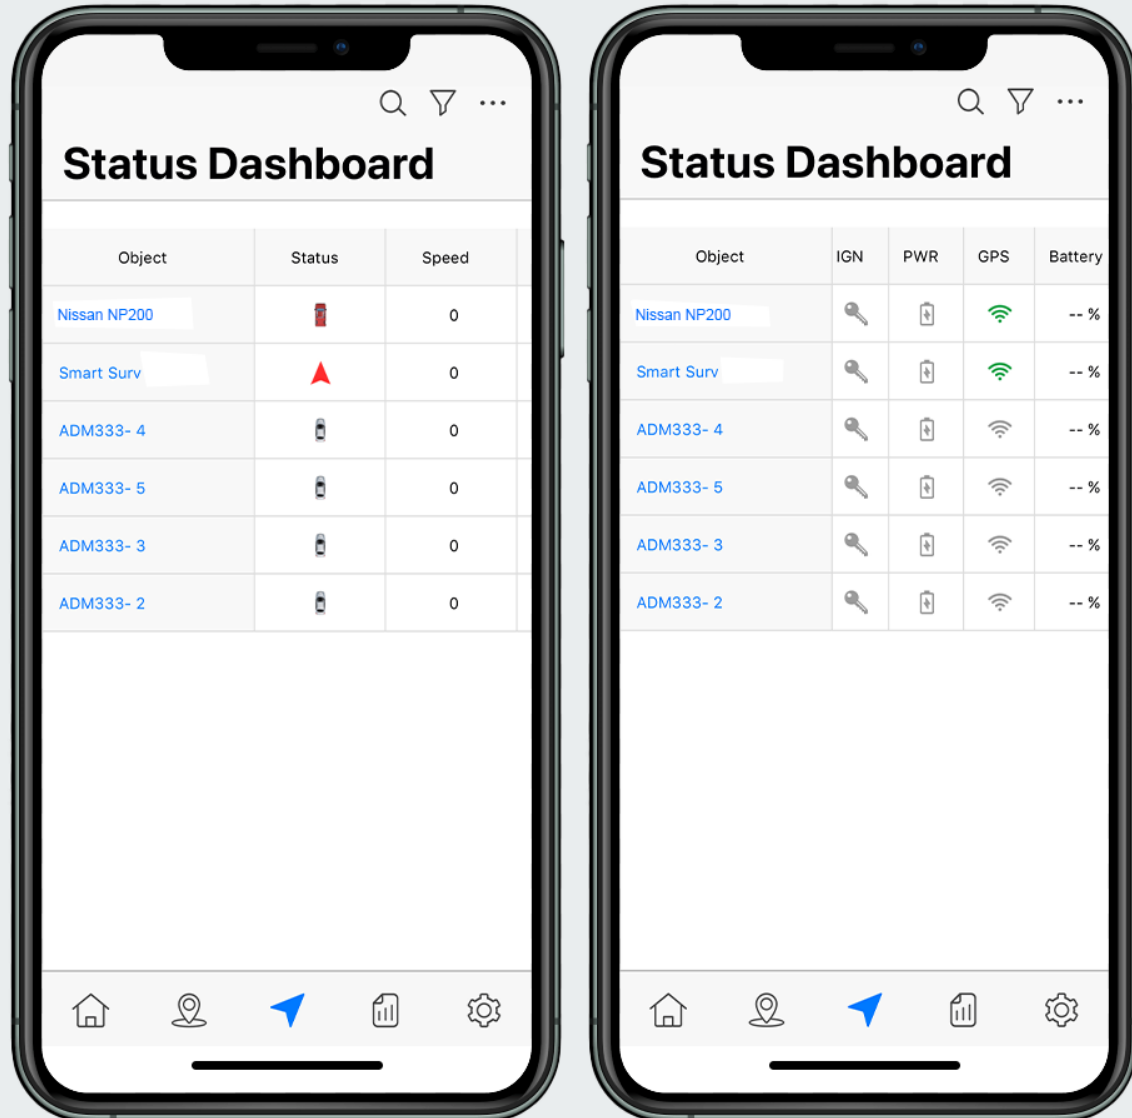 Status Dashboard
Object Status Speed
Nissan NP200 0
Smart Surv 0
ADM333- 4 0
ADM333- 5 0
ADM333- 3 0
ADM333- 2 0
Status Dashboard
Object IGN PWR GPS Battery
Nissan NP200 -- %
Smart Surv -- %
ADM333- 4 -- %
ADM333- 5 -- %
ADM333- 3 -- %
ADM333- 2 -- %